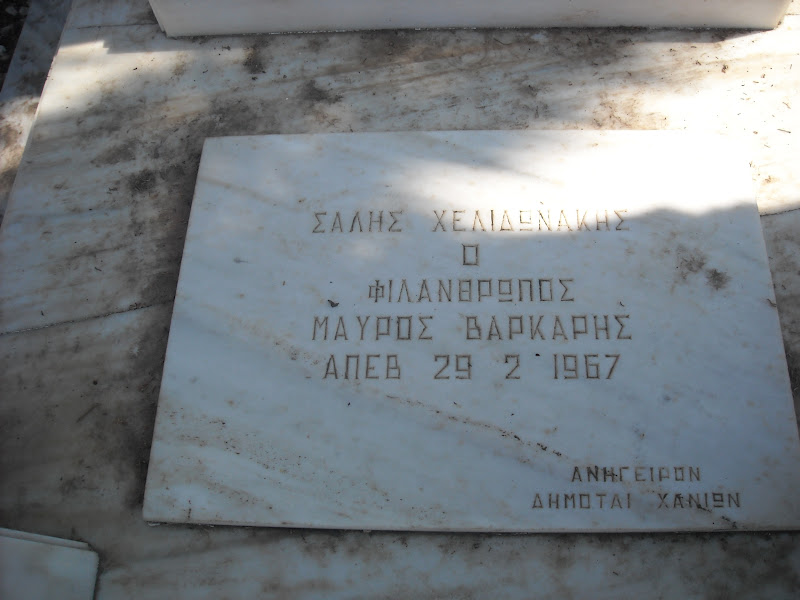 ΣΑΛΗΣ ΧΕΛΙΔΩΝΑΚΗΣ
Ο
ΦΙΛΑΝΘΡΩΠΟΣ
ΜΑΥΡΟΣ ΒΑΡΚΑΡΗΣ
ΑΠΕΒ 29 2 1967
ΑΝΗΓΕΙΡΟΝ
ΔΗΜΟΤΑΙ ΧΑΝΙΩΝ